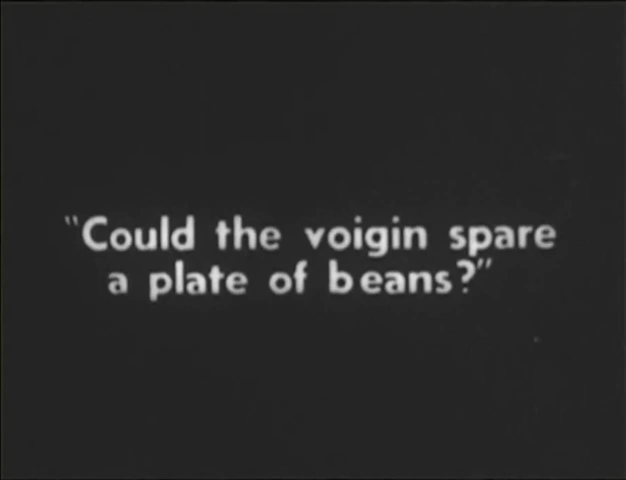 "Could the voigin spare
a plate of beans?"